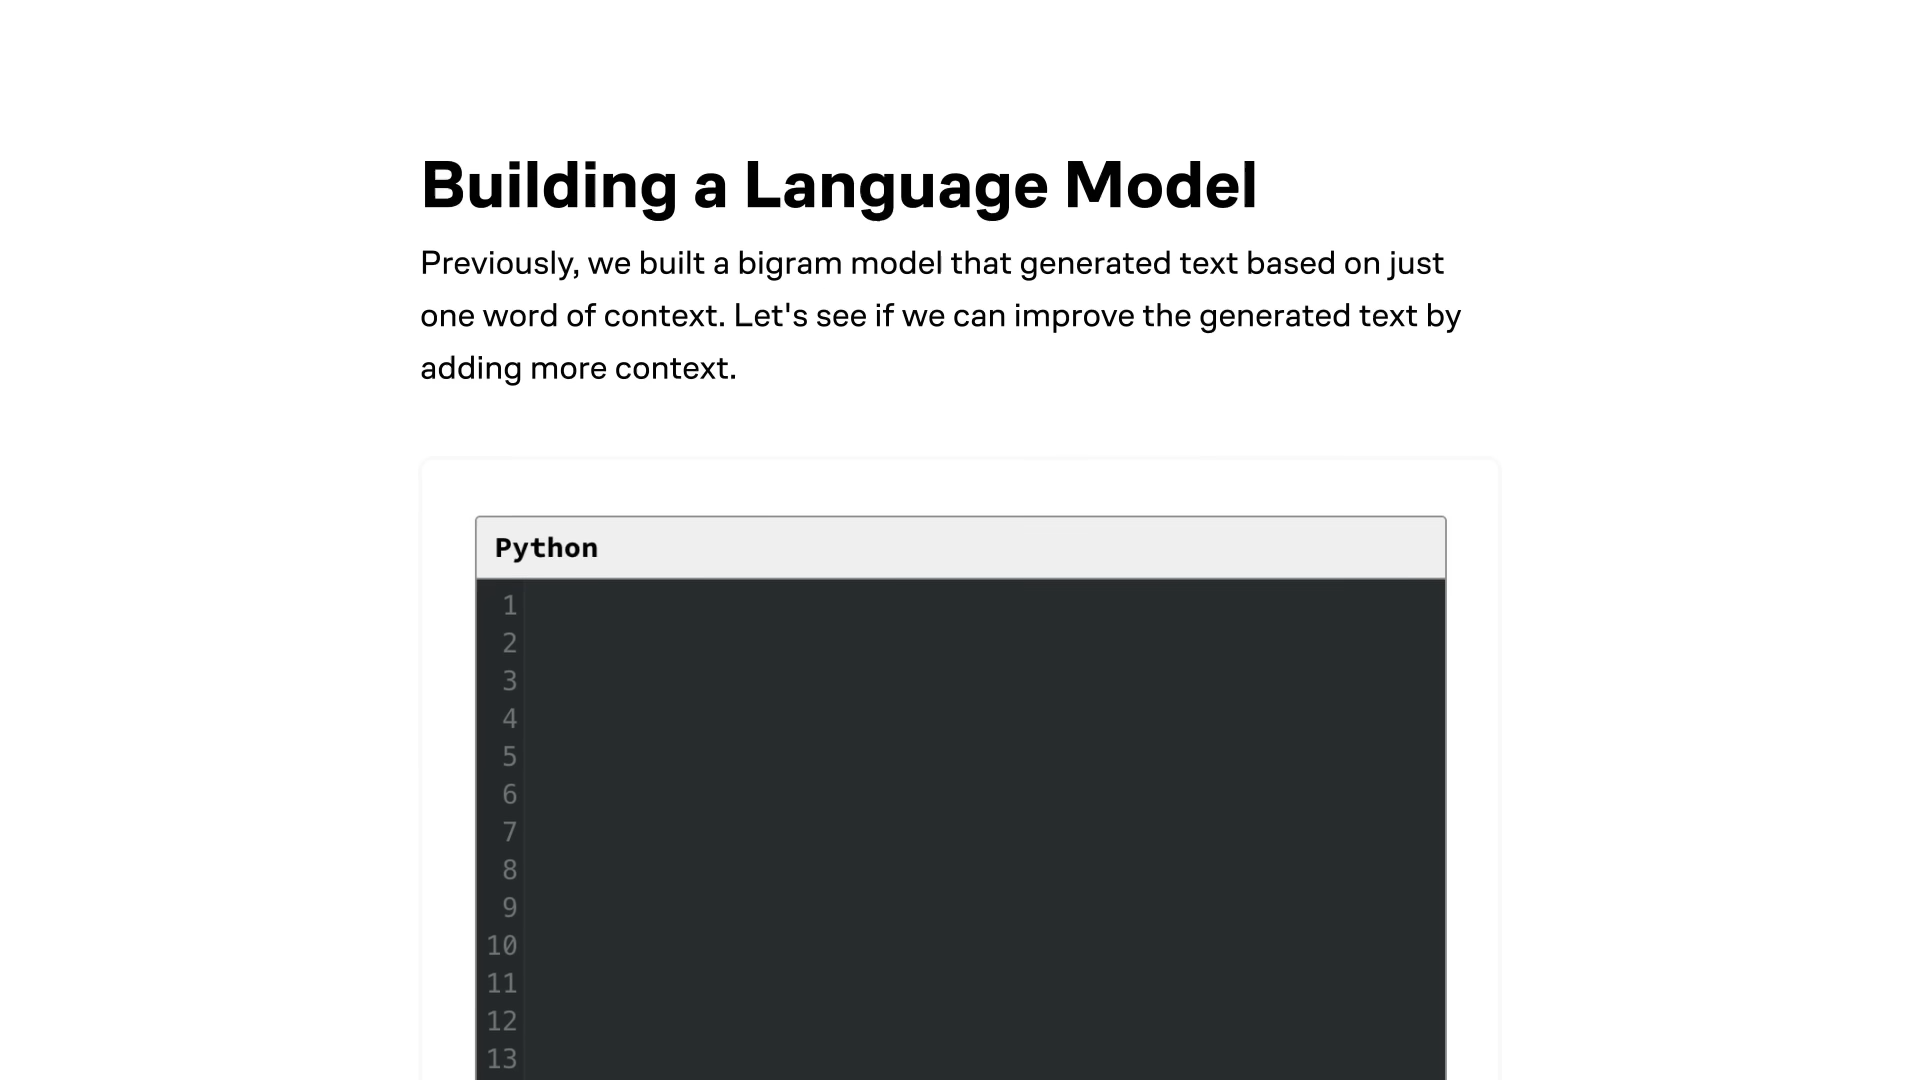 Building a Language Model
Previously, we built a bigram model that generated text based on just
one word of context. Let's see if we can improve the generated text by
adding more context.
Python
1
2
3
4
5
6
7
8
9
10
11
12
13